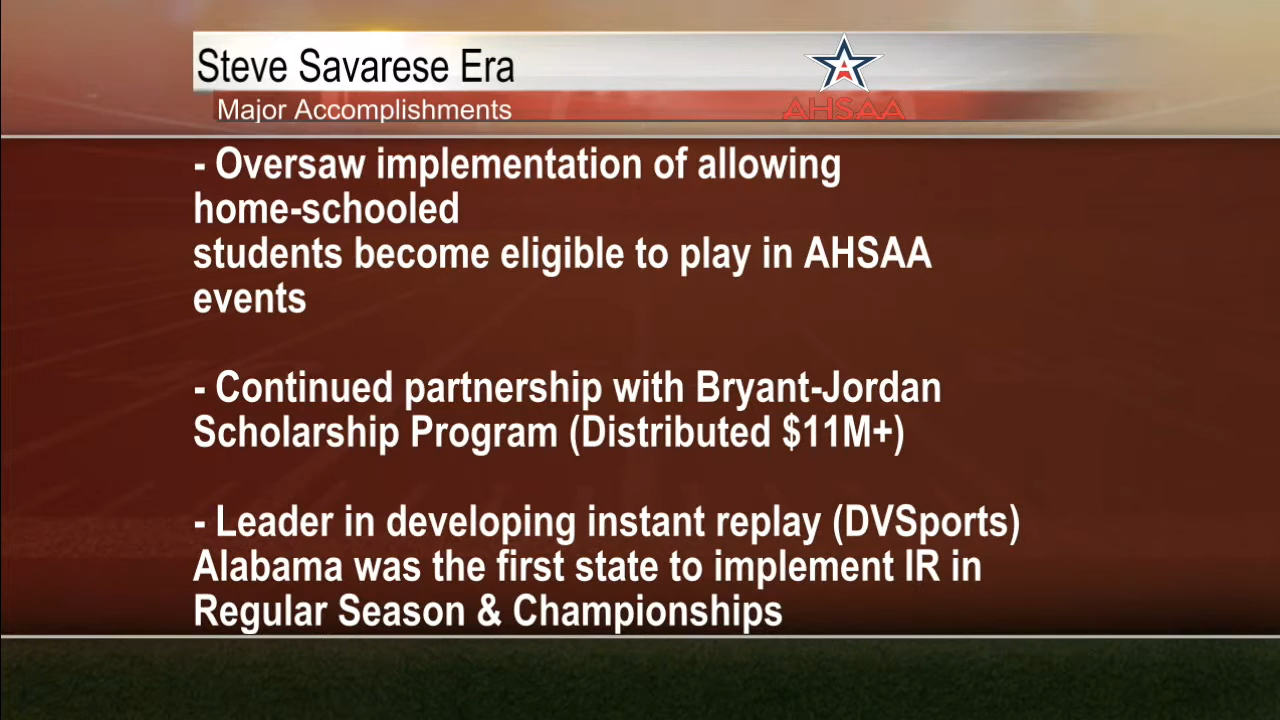 Steve Savarese Era
A
AHSAA
Major Accomplishments
- Oversaw implementation of allowing
home-schooled
students become eligible to play in AHSAA
events
- Continued partnership with Bryant-Jordan
Scholarship Program (Distributed $11M+)
- Leader in developing instant replay (DVSports)
Alabama was the first state to implement IR in
Regular Season & Championships